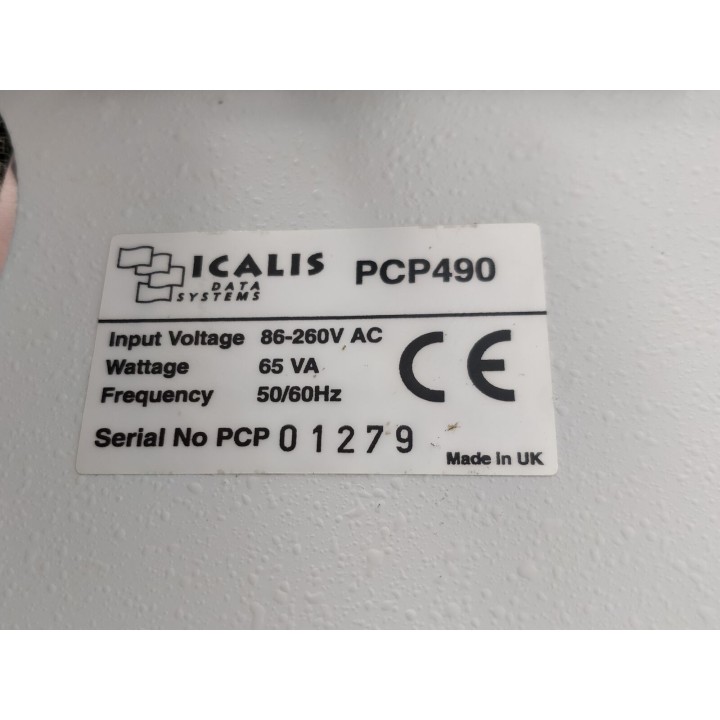 ICALIS
DATA
SYSTEMS
PCP490
Input Voltage 86-260V AC
Wattage 65 VA
Frequency 50/60Hz
CE
Serial No PCP 01279
Made in UK